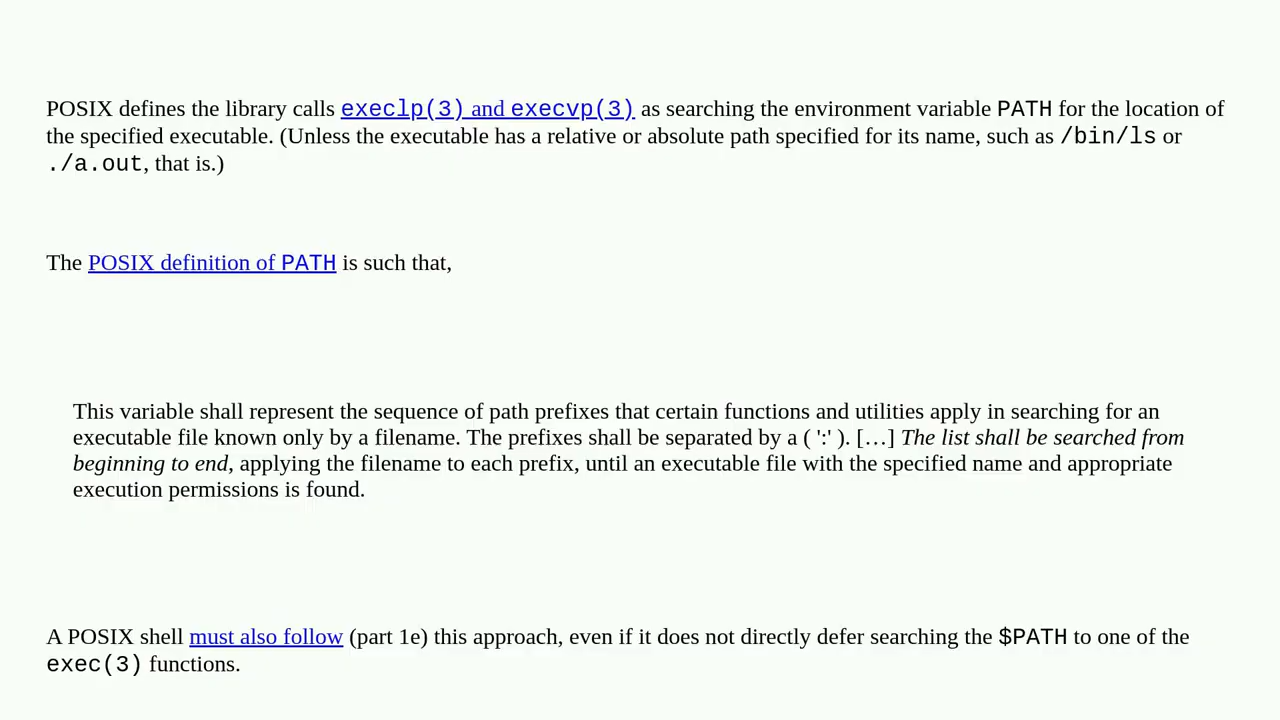 POSIX defines the library calls execlp(3) and execvp(3) as searching the environment variable PATH for the location of
the specified executable. (Unless the executable has a relative or absolute path specified for its name, such as /bin/ls or
./a.out, that is.)
The POSIX definition of PATH is such that,
This variable shall represent the sequence of path prefixes that certain functions and utilities apply in searching for an
executable file known only by a filename. The prefixes shall be separated by a ( ':' ). […] The list shall be searched from
beginning to end, applying the filename to each prefix, until an executable file with the specified name and appropriate
execution permissions is found.
A POSIX shell must also follow (part 1e) this approach, even if it does not directly defer searching the $PATH to one of the
exec(3) functions.